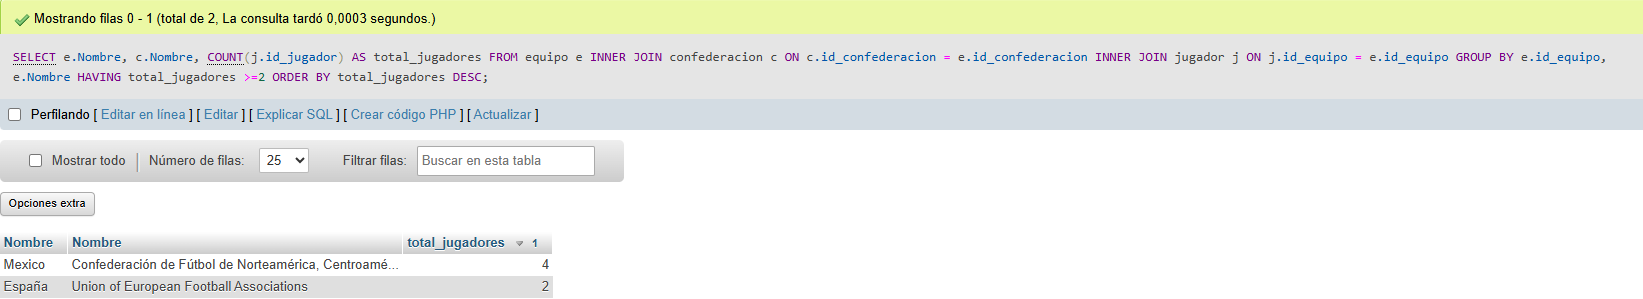 Mostrando filas 0 - 1 (total de 2, La consulta tardó 0,0003 segundos.)
SELECT e.Nombre, c.Nombre, COUNT(j.id_jugador) AS total_jugadores FROM equipo e INNER JOIN confederacion c ON c.id_confederacion = e.id_confederacion INNER JOIN jugador j ON j.id_equipo = e.id_equipo GROUP BY e.id_equipo,
e.Nombre HAVING total_jugadores >=2 ORDER BY total_jugadores DESC;
Perfilando [ Editar en línea ] [ Editar ] [ Explicar SQL ] [ Crear código PHP ] [ Actualizar ]
Mostrar todo | Número de filas: 25 Filtrar filas: Buscar en esta tabla
Opciones extra
Nombre Nombre total_jugadores 1
Mexico Confederación de Fútbol de Norteamérica, Centroamé... 4
España Union of European Football Associations 2